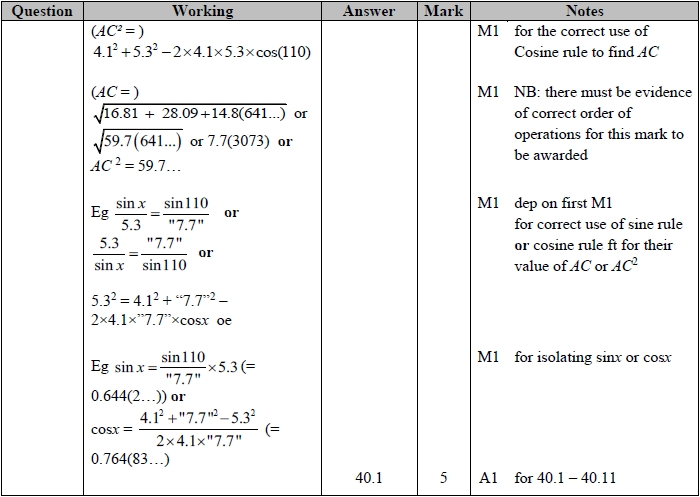 Question Working Answer Mark Notes
(AC² = ) M1 for the correct use of
4.1² + 5.3² – 2×4.1×5.3×cos(110) Cosine rule to find AC
(AC = ) M1 NB: there must be evidence
√(16.81 + 28.09+14.8(641...)) or of correct order of
√(59.7(641...)) or 7.7(3073) or operations for this mark to
AC² = 59.7… be awarded
Eg sin x / 5.3 = sin110 / "7.7" or M1 dep on first M1
for correct use of sine rule
5.3 / sin x = "7.7" / sin110 or or cosine rule ft for their
value of AC or AC²
5.3² = 4.1² + “7.7”² –
2×4.1×”7.7”×cosx oe
Eg sin x = sin110 / "7.7" ×5.3 (= M1 for isolating sinx or cosx
0.644(2…)) or
cosx = 4.1² +"7.7"² –5.3² / 2×4.1×"7.7" (=
0.764(83…)
40.1 5 A1 for 40.1 – 40.11